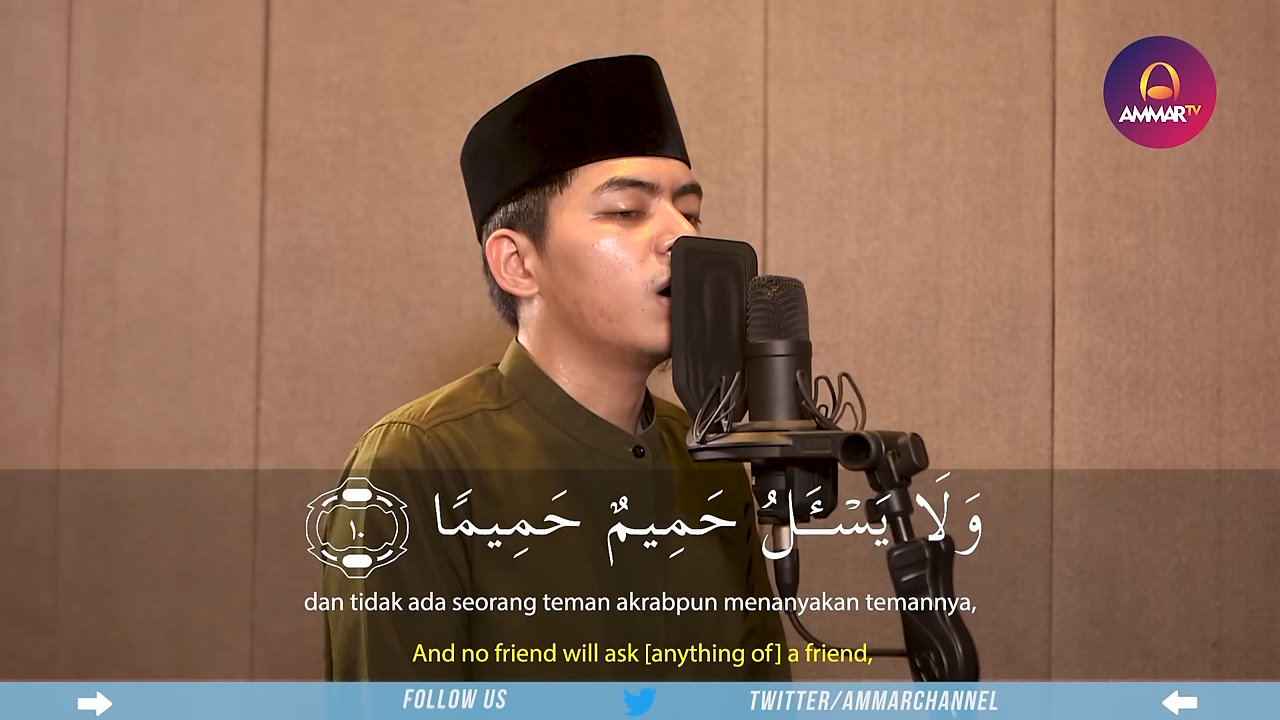 AMMAR TV
وَلَا يَسْـَٔلُ حَمِيمٌ حَمِيمًا ١٠
dan tidak ada seorang teman akrabpun menanyakan temannya,
And no friend will ask [anything of] a friend,
FOLLOW US TWITTER/AMMARCHANNEL